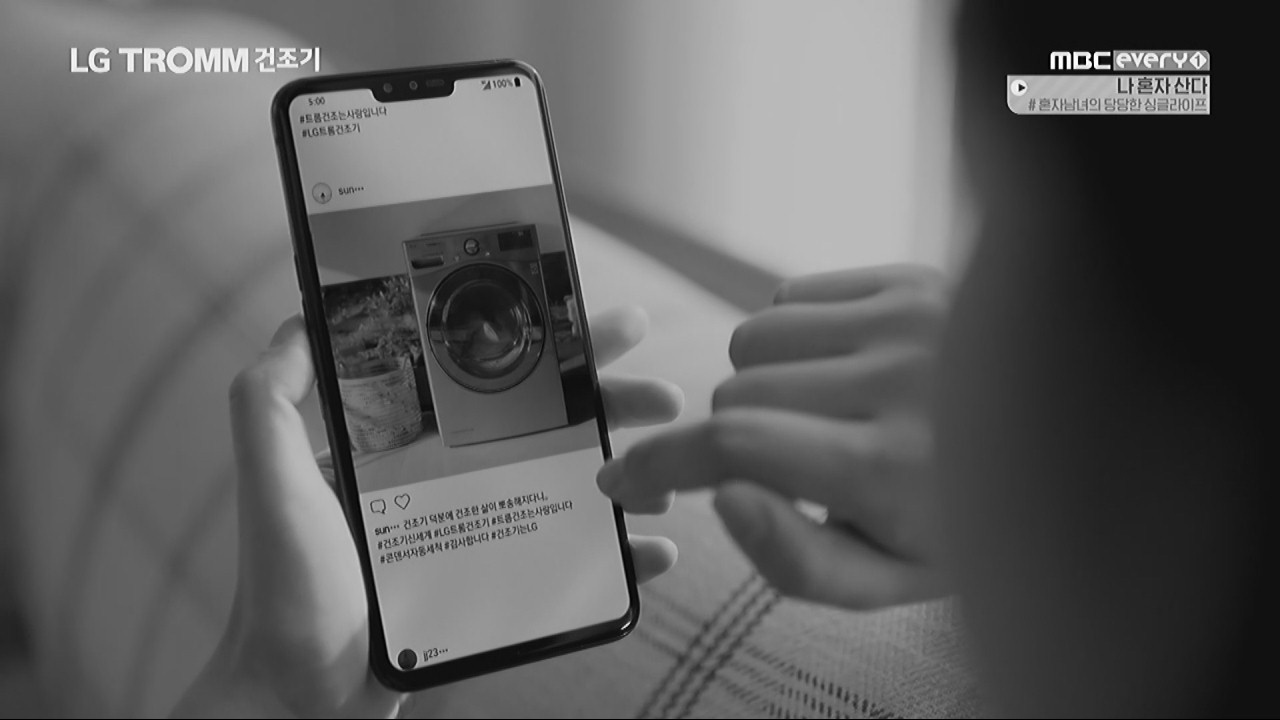 LG TROMM 건조기
MBC every1
나 혼자 산다
# 혼자남녀의 당당한 싱글라이프
5:00
100%
#트롬건조는사랑입니다
#LG트롬건조기
sun···
sun··· 건조기 덕분에 건조한 삶이 뽀송해지다니..
#건조기신세계 #LG트롬건조기 #트롬건조는사랑입니다
#콘덴서자동세척 #감사합니다 #건조기는LG
jj23···